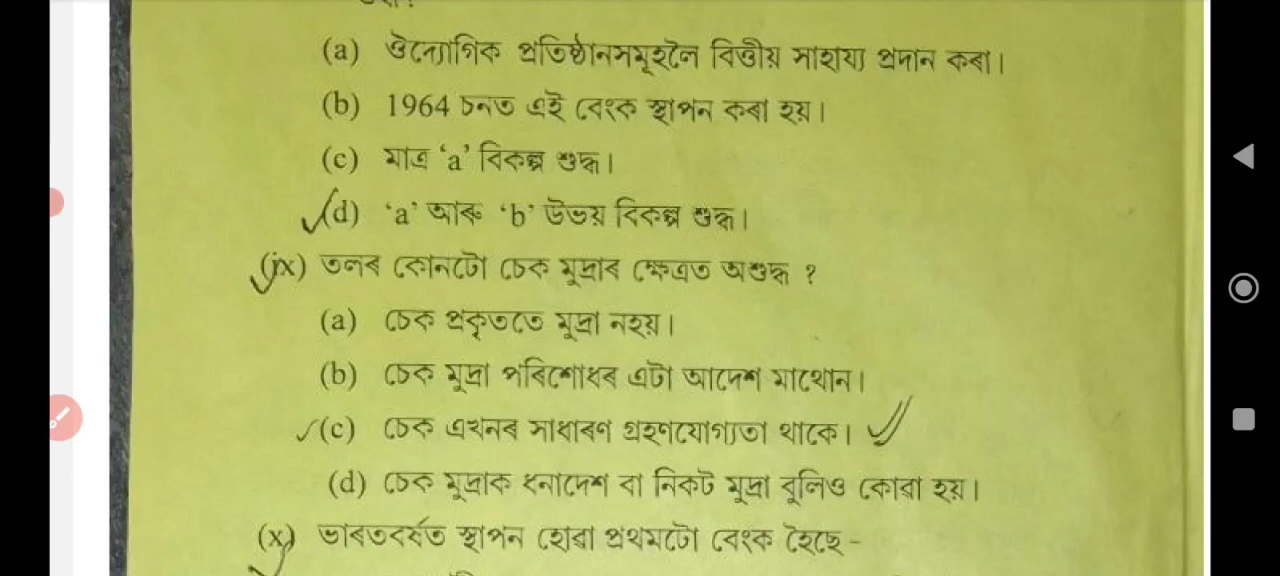 (a) ঔদ্যোগিক প্ৰতিষ্ঠানসমূহলৈ বিত্তীয় সাহায্য প্ৰদান কৰা।
(b) 1964 চনত এই বেংক স্থাপন কৰা হয়।
(c) মাত্ৰ ‘a’ বিকল্প শুদ্ধ।
(d) ‘a’ আৰু ‘b’ উভয় বিকল্প শুদ্ধ।
(ix) তলৰ কোনটো চেক মুদ্ৰাৰ ক্ষেত্ৰত অশুদ্ধ ?
(a) চেক প্ৰকৃততে মুদ্ৰা নহয়।
(b) চেক মুদ্ৰা পৰিশোধৰ এটা আদেশ মাথোন।
(c) চেক এখনৰ সাধাৰণ গ্ৰহণযোগ্যতা থাকে।
(d) চেক মুদ্ৰাক ধনাদেশ বা নিকট মুদ্ৰা বুলিও কোৱা হয়।
(x) ভাৰতবৰ্ষত স্থাপন হোৱা প্ৰথমটো বেংক হৈছে -